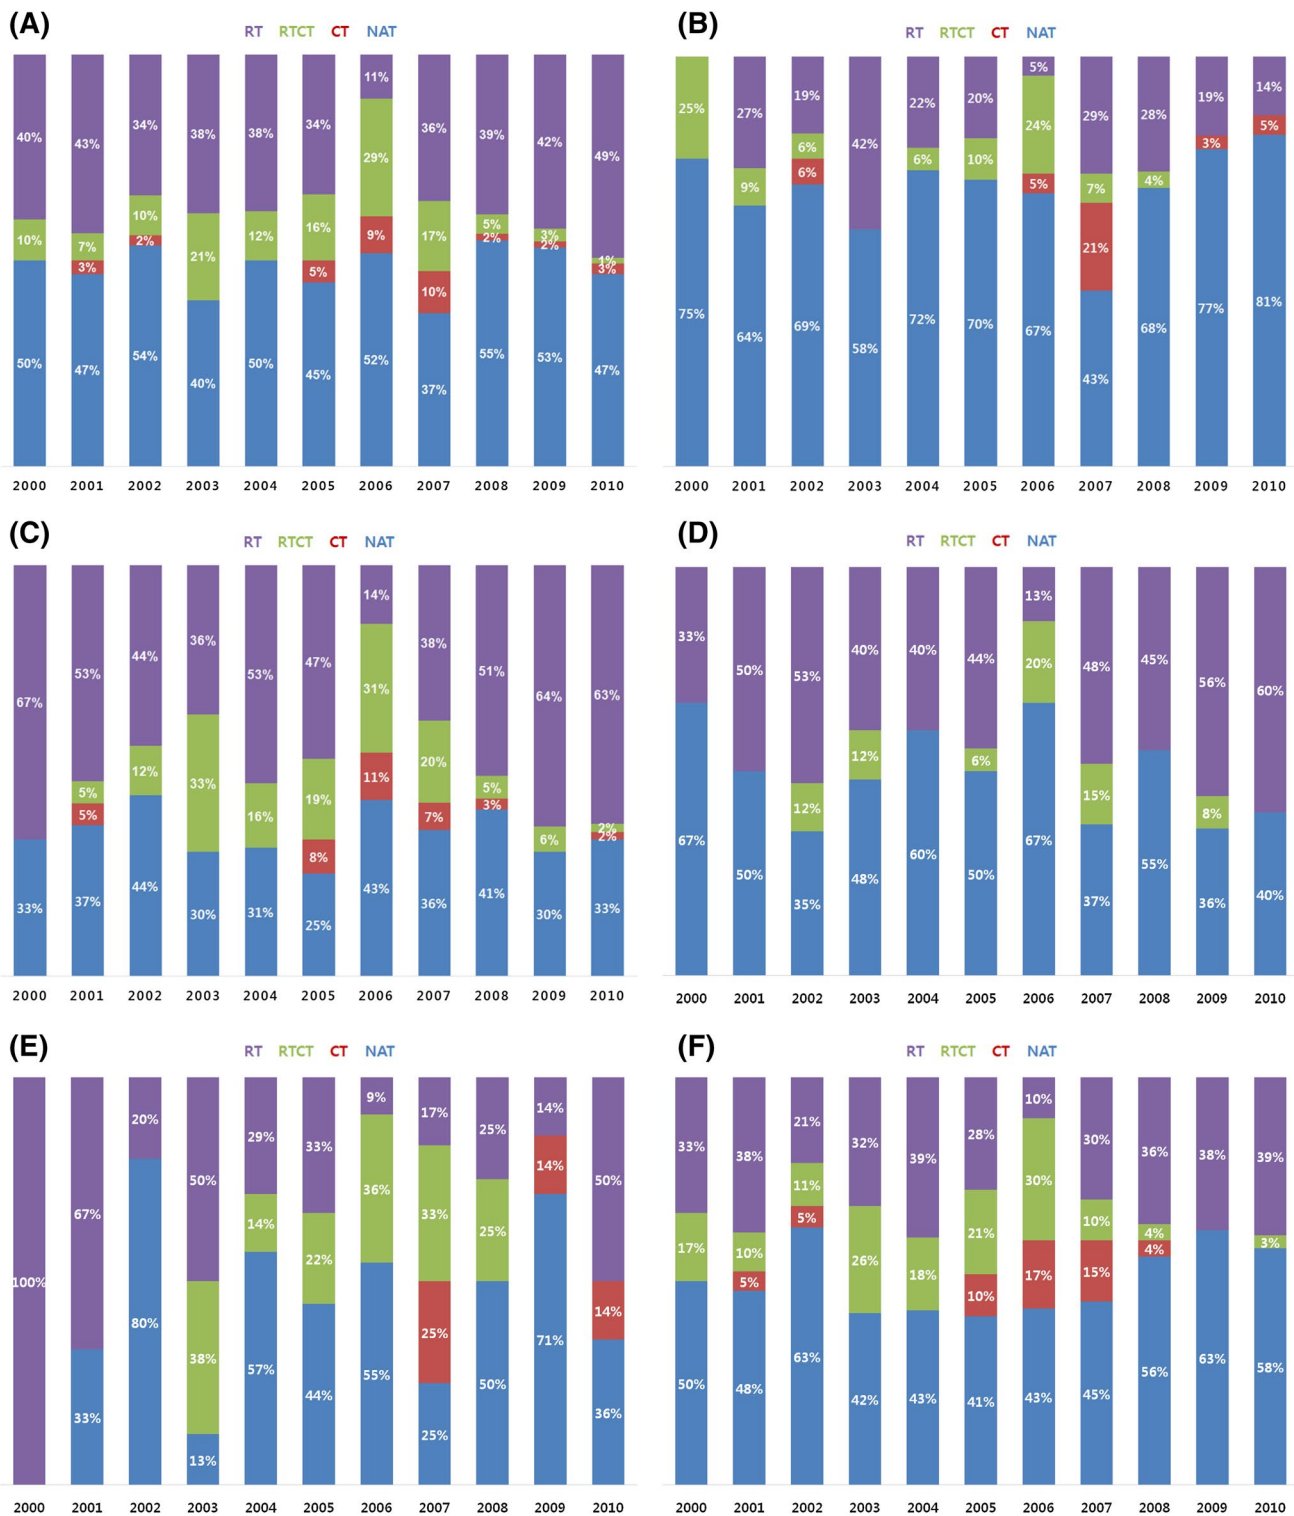 (A)
RT RTCT CT NAT
40% 43% 34% 38% 38% 34% 11% 36% 39% 42% 49%
10% 7% 10% 21% 12% 16% 29% 17% 5% 3% 1%
3% 2% 5% 9% 10% 2% 2% 3%
50% 47% 54% 40% 50% 45% 52% 37% 55% 53% 47%
2000 2001 2002 2003 2004 2005 2006 2007 2008 2009 2010
(B)
RT RTCT CT NAT
27% 19% 42% 22% 20% 5% 29% 28% 19% 14%
25% 9% 6% 6% 10% 24% 7% 4%
6% 5% 21% 3% 5%
75% 64% 69% 58% 72% 70% 67% 43% 68% 77% 81%
2000 2001 2002 2003 2004 2005 2006 2007 2008 2009 2010
(C)
RT RTCT CT NAT
67% 53% 44% 36% 53% 47% 14% 38% 51% 64% 63%
5% 12% 33% 16% 19% 31% 20% 5% 6% 2%
5% 8% 11% 7% 3% 2%
33% 37% 44% 30% 31% 25% 43% 36% 41% 30% 33%
2000 2001 2002 2003 2004 2005 2006 2007 2008 2009 2010
(D)
RT RTCT CT NAT
33% 50% 53% 40% 40% 44% 13% 48% 45% 56% 60%
12% 12% 6% 20% 15% 8%
67% 50% 35% 48% 60% 50% 67% 37% 55% 36% 40%
2000 2001 2002 2003 2004 2005 2006 2007 2008 2009 2010
(E)
RT RTCT CT NAT
100% 67% 20% 50% 29% 33% 9% 17% 25% 14% 50%
38% 14% 22% 36% 33% 25%
25% 14% 14%
33% 80% 13% 57% 44% 55% 25% 50% 71% 36%
2000 2001 2002 2003 2004 2005 2006 2007 2008 2009 2010
(F)
RT RTCT CT NAT
33% 38% 21% 32% 39% 28% 10% 30% 36% 38% 39%
17% 10% 11% 26% 18% 21% 30% 10% 4% 3%
5% 5% 10% 17% 15% 4%
50% 48% 63% 42% 43% 41% 43% 45% 56% 63% 58%
2000 2001 2002 2003 2004 2005 2006 2007 2008 2009 2010